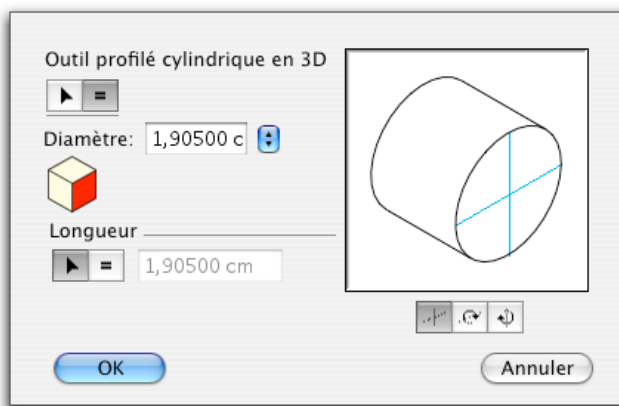 Outil profilé cylindrique en 3D
=
Diamètre: 1,90500 c
Longueur
= 1,90500 cm
OK
Annuler